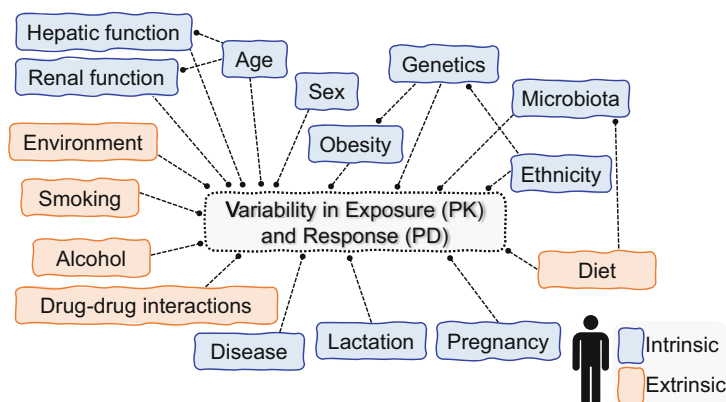 Hepatic function
Age
Genetics
Renal function
Sex
Microbiota
Environment
Obesity
Ethnicity
Smoking
Variability in Exposure (PK)
and Response (PD)
Alcohol
Diet
Drug-drug interactions
Disease
Lactation
Pregnancy
Intrinsic
Extrinsic